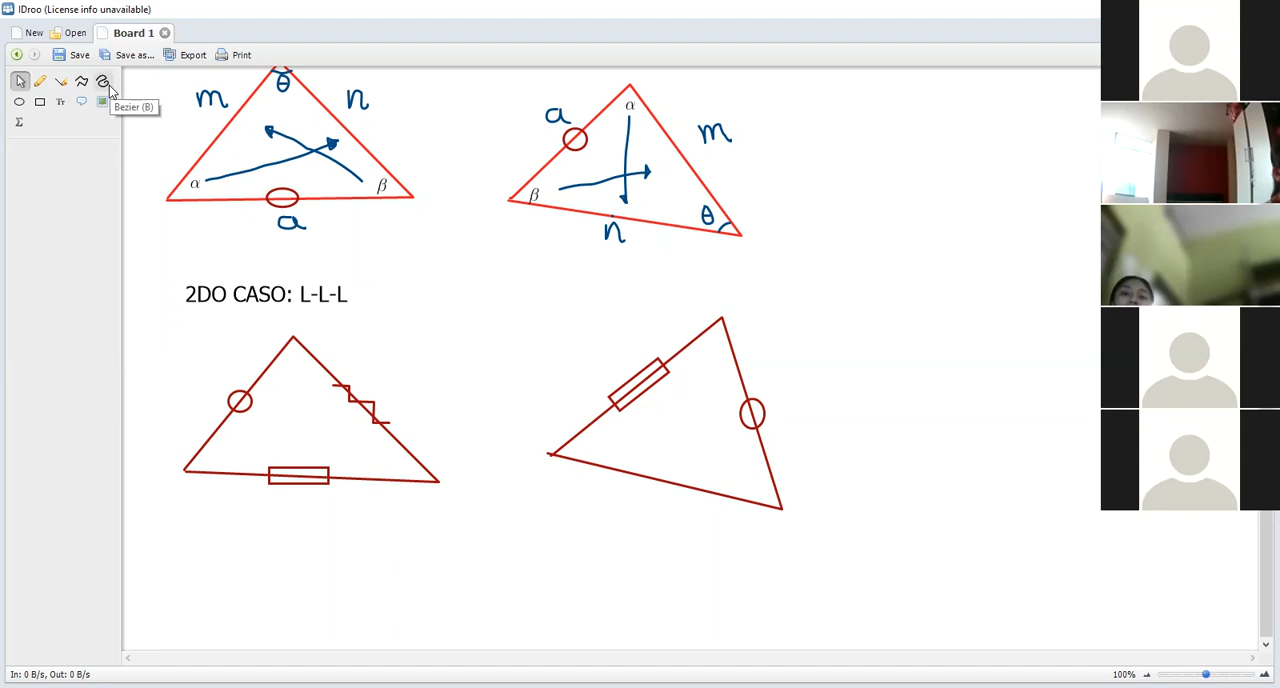 IDroo (License info unavailable)
New Open Board 1
Save Save as... Export Print
Tr
Σ
Bezier (B)
θ
m n
α β
a
α
a m
β θ
n
2DO CASO: L-L-L
In: 0 B/s, Out: 0 B/s 100%